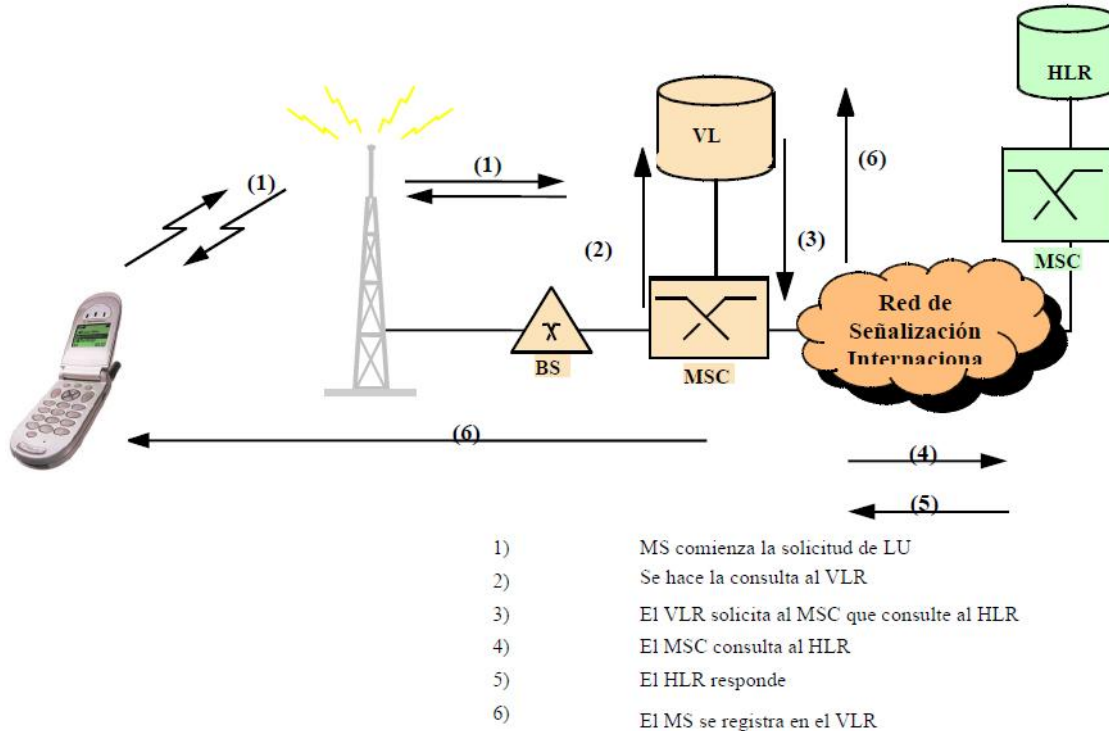 HLR
VL
(6)
(1)
(1)
(2)
(3)
MSC
Red de
Señalización
Internaciona
BS
MSC
(6)
(4)
(5)
1) MS comienza la solicitud de LU
2) Se hace la consulta al VLR
3) El VLR solicita al MSC que consulte al HLR
4) El MSC consulta al HLR
5) El HLR responde
6) El MS se registra en el VLR